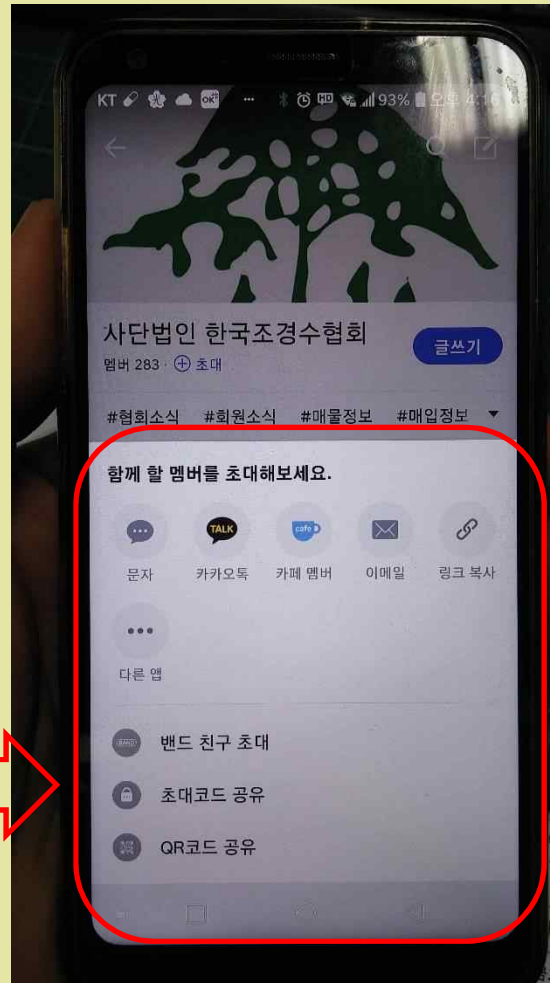 KT OK HD 93% 오후 4:16
사단법인 한국조경수협회
글쓰기
멤버 283 · 초대
#협회소식 #회원소식 #매물정보 #매입정보
함께 할 멤버를 초대해보세요.
TALK cafe
문자 카카오톡 카페 멤버 이메일 링크 복사
다른 앱
BAND 밴드 친구 초대
초대코드 공유
QR코드 공유